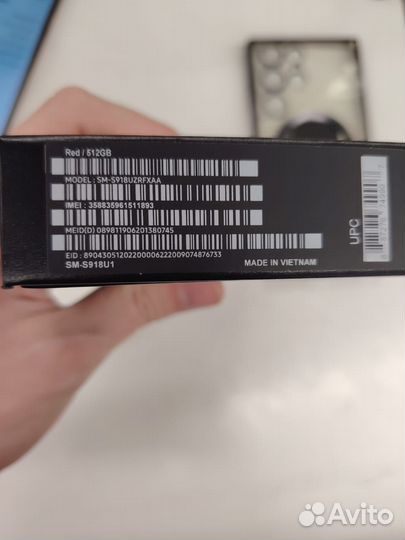 Red / 512GB
MODEL : SM-S918UZRFXAA
IMEI : 358835961511893
MEID(D) 089811906201380745
EID : 89043051202200006222009074876733
SM-S918U1
MADE IN VIETNAM
UPC
Avito